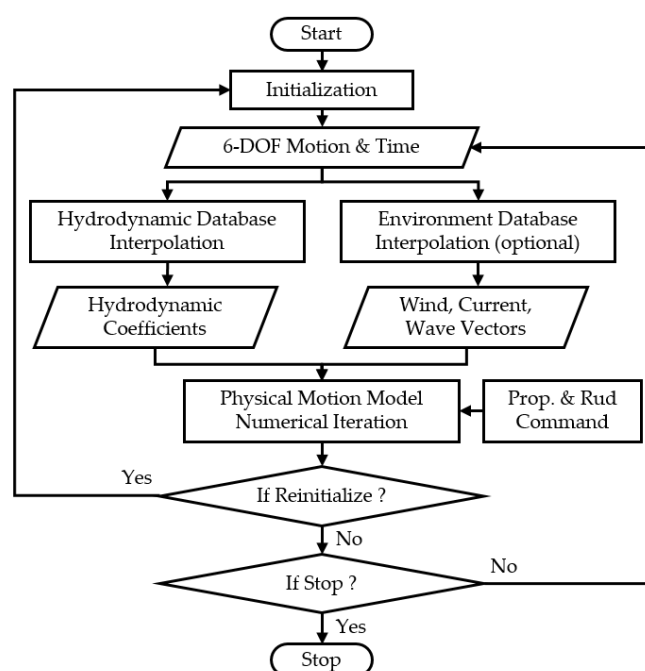 Start
Initialization
6-DOF Motion & Time
Hydrodynamic Database
Interpolation
Environment Database
Interpolation (optional)
Hydrodynamic
Coefficients
Wind, Current,
Wave Vectors
Physical Motion Model
Numerical Iteration
Prop. & Rud
Command
Yes
If Reinitialize ?
No
If Stop ?
No
Yes
Stop